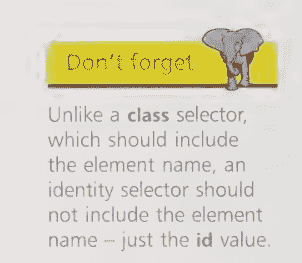 Don't forget
Unlike a class selector,
which should include
the element name, an
identity selector should
not include the element
name – just the id value.